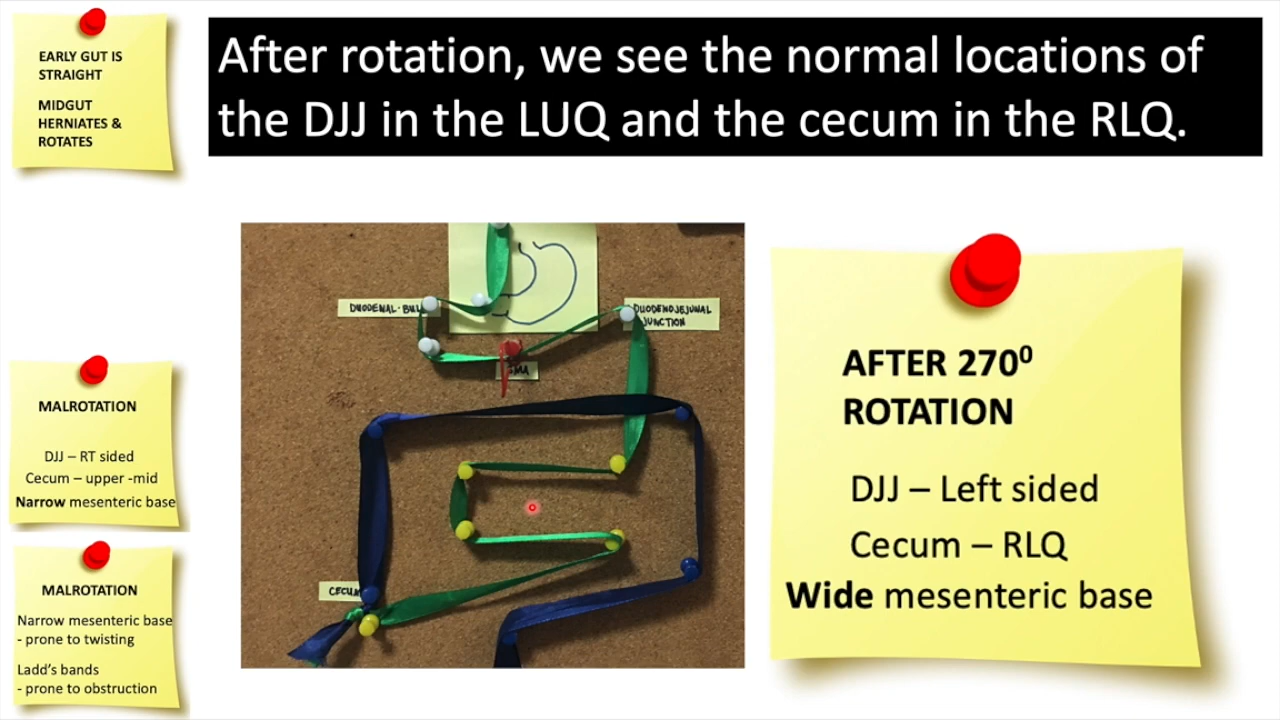 EARLY GUT IS
STRAIGHT
MIDGUT
HERNIATES &
ROTATES
After rotation, we see the normal locations of
the DJJ in the LUQ and the cecum in the RLQ.
DUODENAL-BUL
DUODENOJEJUNAL
JUNCTION
SMA
CECUM
AFTER 270⁰
ROTATION
DJJ – Left sided
Cecum – RLQ
Wide mesenteric base
MALROTATION
DJJ – RT sided
Cecum – upper -mid
Narrow mesenteric base
MALROTATION
Narrow mesenteric base
- prone to twisting
Ladd's bands
- prone to obstruction